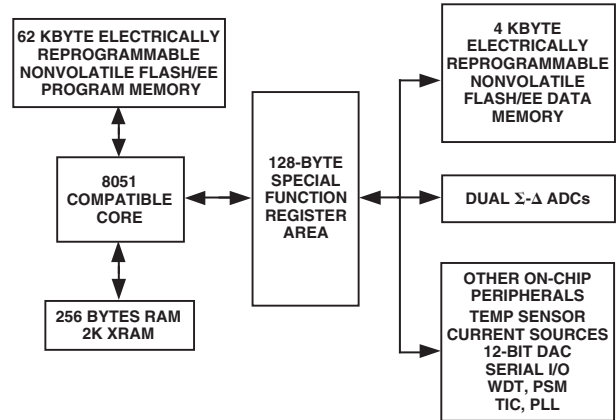 62 KBYTE ELECTRICALLY
REPROGRAMMABLE
NONVOLATILE FLASH/EE
PROGRAM MEMORY
8051
COMPATIBLE
CORE
256 BYTES RAM
2K XRAM
128-BYTE
SPECIAL
FUNCTION
REGISTER
AREA
4 KBYTE
ELECTRICALLY
REPROGRAMMABLE
NONVOLATILE
FLASH/EE DATA
MEMORY
DUAL Σ-Δ ADCs
OTHER ON-CHIP
PERIPHERALS
TEMP SENSOR
CURRENT SOURCES
12-BIT DAC
SERIAL I/O
WDT, PSM
TIC, PLL